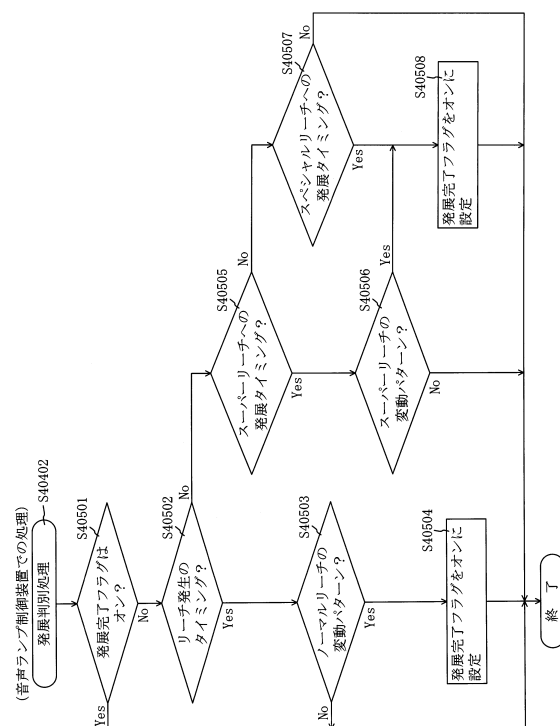 (音声ランプ制御装置での処理)
発展判別処理
S40402
発展完了フラグは
オン?
S40501
Yes
No
リーチ発生の
タイミング?
S40502
No
Yes
ノーマルリーチの
変動パターン?
S40503
No
Yes
発展完了フラグをオンに
設定
S40504
スーパーリーチへの
発展タイミング?
S40505
No
Yes
スーパーリーチの
変動パターン?
S40506
Yes
No
スペシャルリーチへの
発展タイミング?
S40507
No
Yes
発展完了フラグをオンに
設定
S40508
終 了